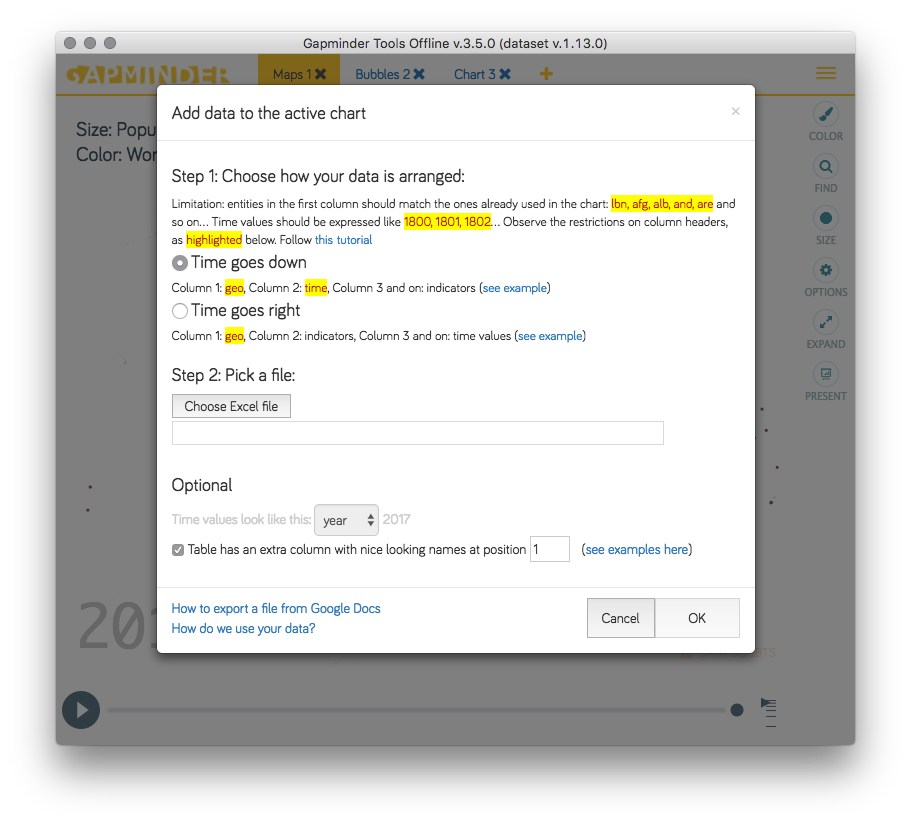 Gapminder Tools Offline v.3.5.0 (dataset v.1.13.0)
GAPMINDER
Maps 1 ✖ Bubbles 2 ✖ Chart 3 ✖ +
Size: Popu
Color: Wor
COLOR
FIND
SIZE
OPTIONS
EXPAND
PRESENT
Add data to the active chart ×
Step 1: Choose how your data is arranged:
Limitation: entities in the first column should match the ones already used in the chart: lbn, afg, alb, and, are and
so on... Time values should be expressed like 1800, 1801, 1802... Observe the restrictions on column headers,
as highlighted below. Follow this tutorial
Time goes down
Column 1: geo, Column 2: time, Column 3 and on: indicators (see example)
Time goes right
Column 1: geo, Column 2: indicators, Column 3 and on: time values (see example)
Step 2: Pick a file:
Choose Excel file
Optional
Time values look like this: year 2017
Table has an extra column with nice looking names at position 1 (see examples here)
How to export a file from Google Docs
How do we use your data?
Cancel OK